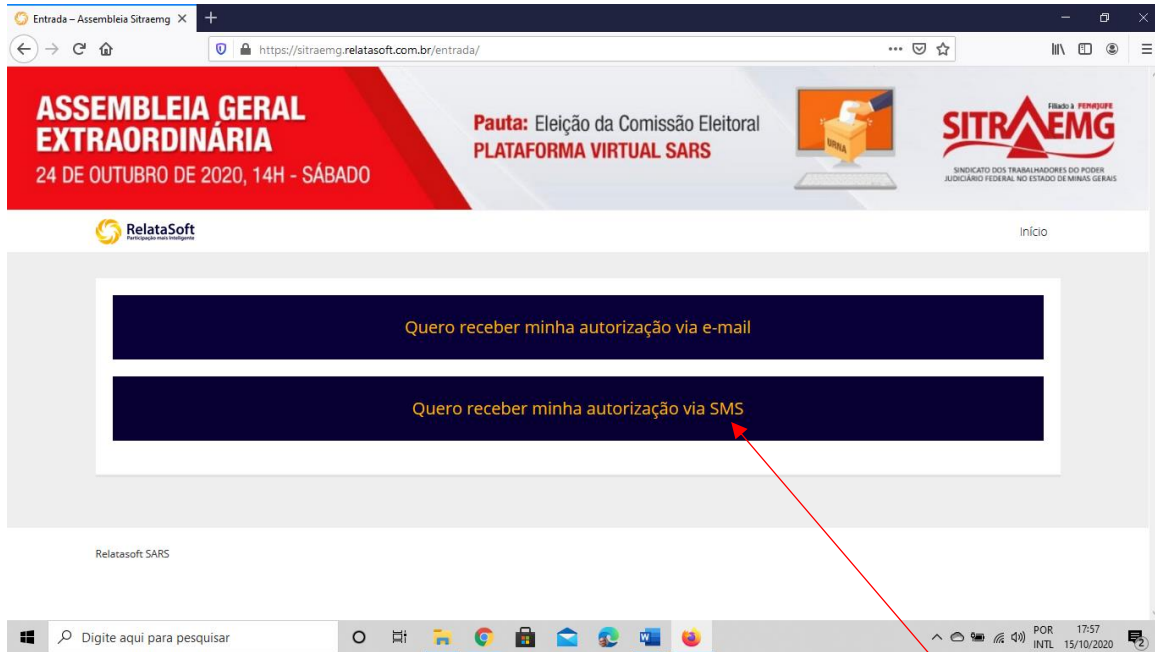 Entrada – Assembleia Sitraemg
https://sitraemg.relatasoft.com.br/entrada/
ASSEMBLEIA GERAL
EXTRAORDINÁRIA
24 DE OUTUBRO DE 2020, 14H - SÁBADO
Pauta: Eleição da Comissão Eleitoral
PLATAFORMA VIRTUAL SARS
URNA
Filiado à FENAJUFE
SITRAEMG
SINDICATO DOS TRABALHADORES DO PODER
JUDICIÁRIO FEDERAL NO ESTADO DE MINAS GERAIS
RelataSoft
Participação mais inteligente
Início
Quero receber minha autorização via e-mail
Quero receber minha autorização via SMS
Relatasoft SARS
Digite aqui para pesquisar
POR
INTL
17:57
15/10/2020
2